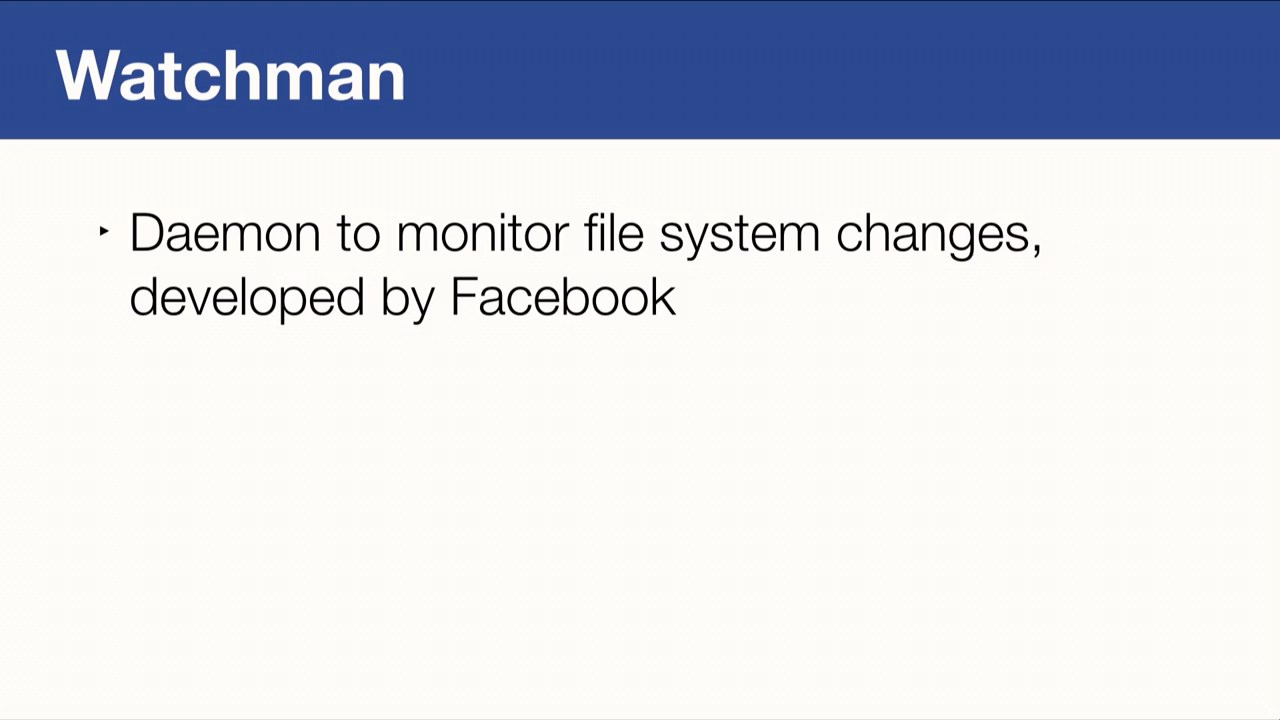 Watchman
‣ Daemon to monitor file system changes,
developed by Facebook